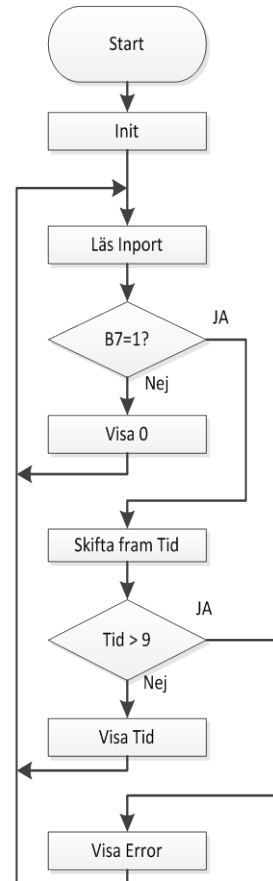 Start
Init
Läs Inport
B7=1?
JA
Nej
Visa 0
Skifta fram Tid
Tid > 9
JA
Nej
Visa Tid
Visa Error